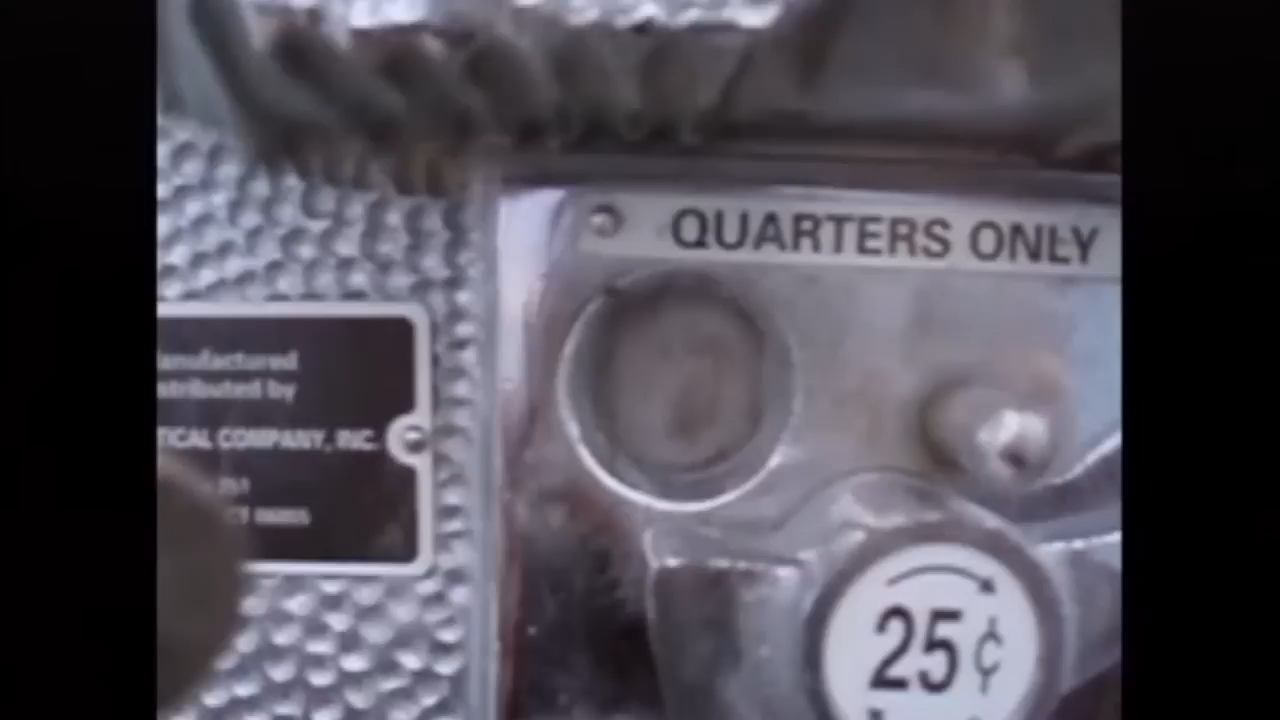 QUARTERS ONLY
anufactured
stributed by
TICAL COMPANY, INC.
25¢